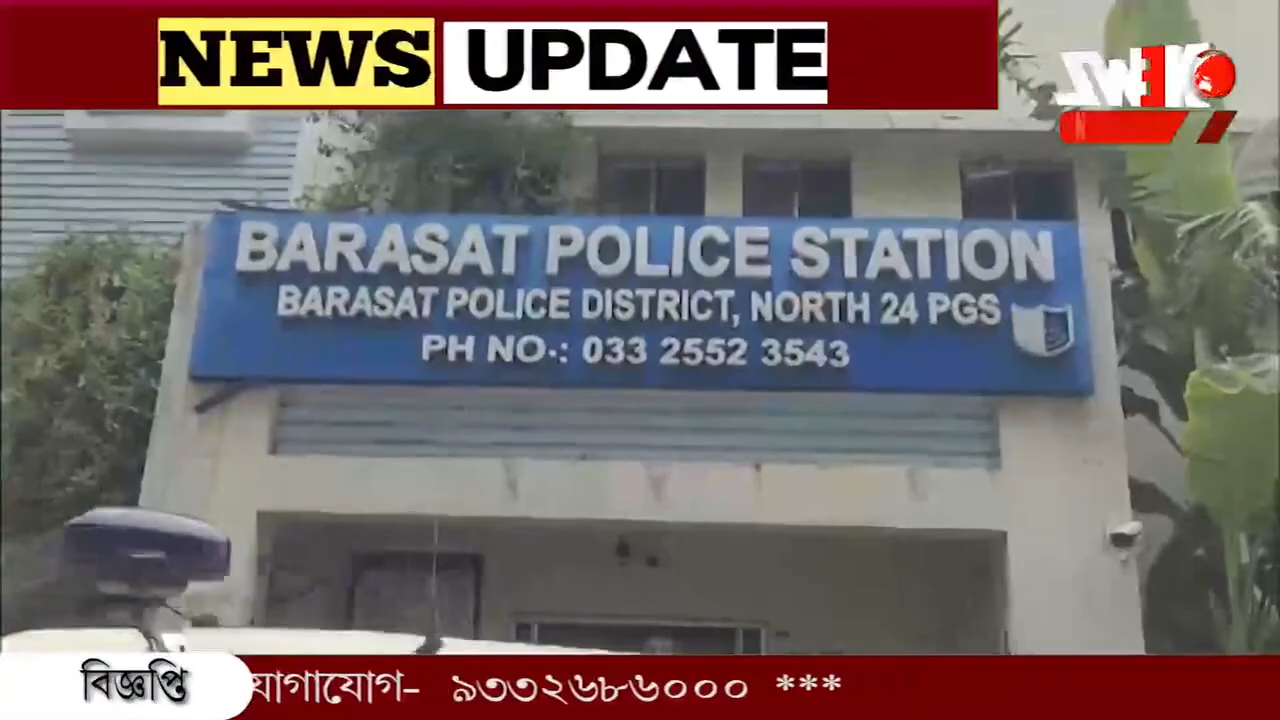 NEWS UPDATE
BARASAT POLICE STATION
BARASAT POLICE DISTRICT, NORTH 24 PGS
PH NO.: 033 2552 3543
বিজ্ঞপ্তি যোগাযোগ- ৯৩৩২৬৮৬০০০ ***